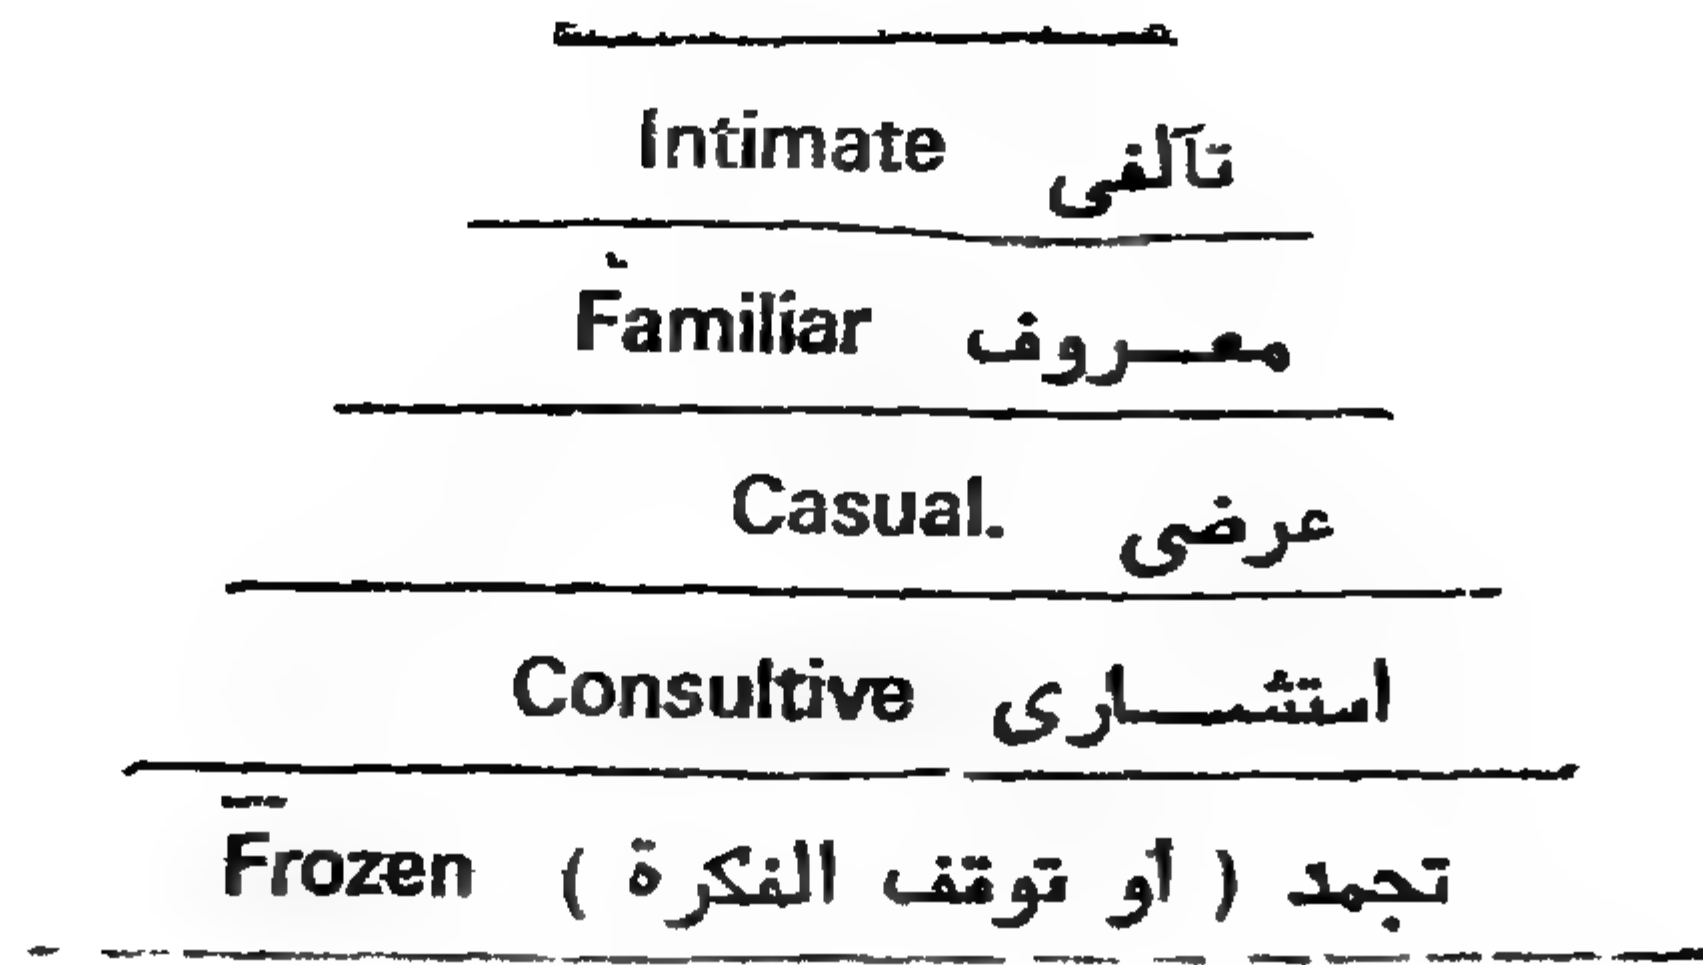 Intimate تآلفى
Familiar معـــروف
Casual. عرضى
Consultive استشـــارى
Frozen تجمد ( أو توقف الفكرة )